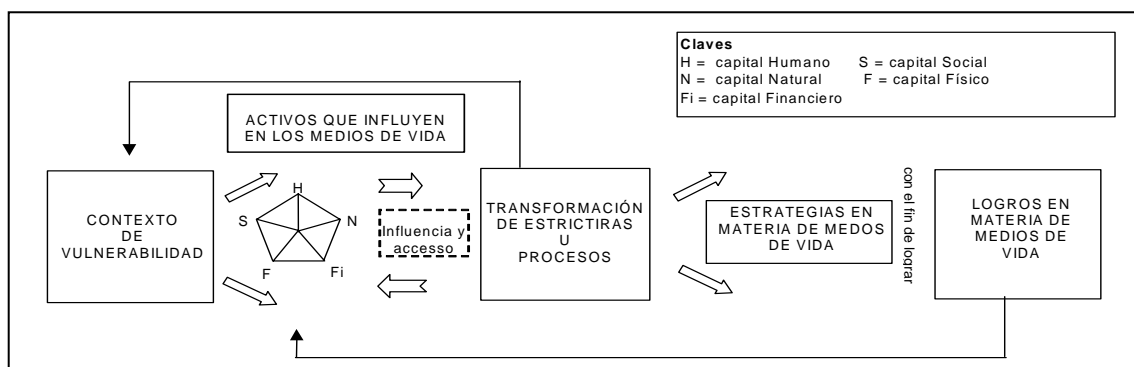 Claves
H = capital Humano S = capital Social
N = capital Natural F = capital Físico
Fi = capital Financiero
ACTIVOS QUE INFLUYEN
EN LOS MEDIOS DE VIDA
CONTEXTO
DE
VULNERABILIDAD
H
S
N
F
Fi
Influencia y
accesso
TRANSFORMACIÓN
DE ESTRICTIRAS
U
PROCESOS
ESTRATEGIAS EN
MATERIA DE MEDOS
DE VIDA
con el fin de lograr
LOGROS EN
MATERIA DE
MEDIOS DE
VIDA